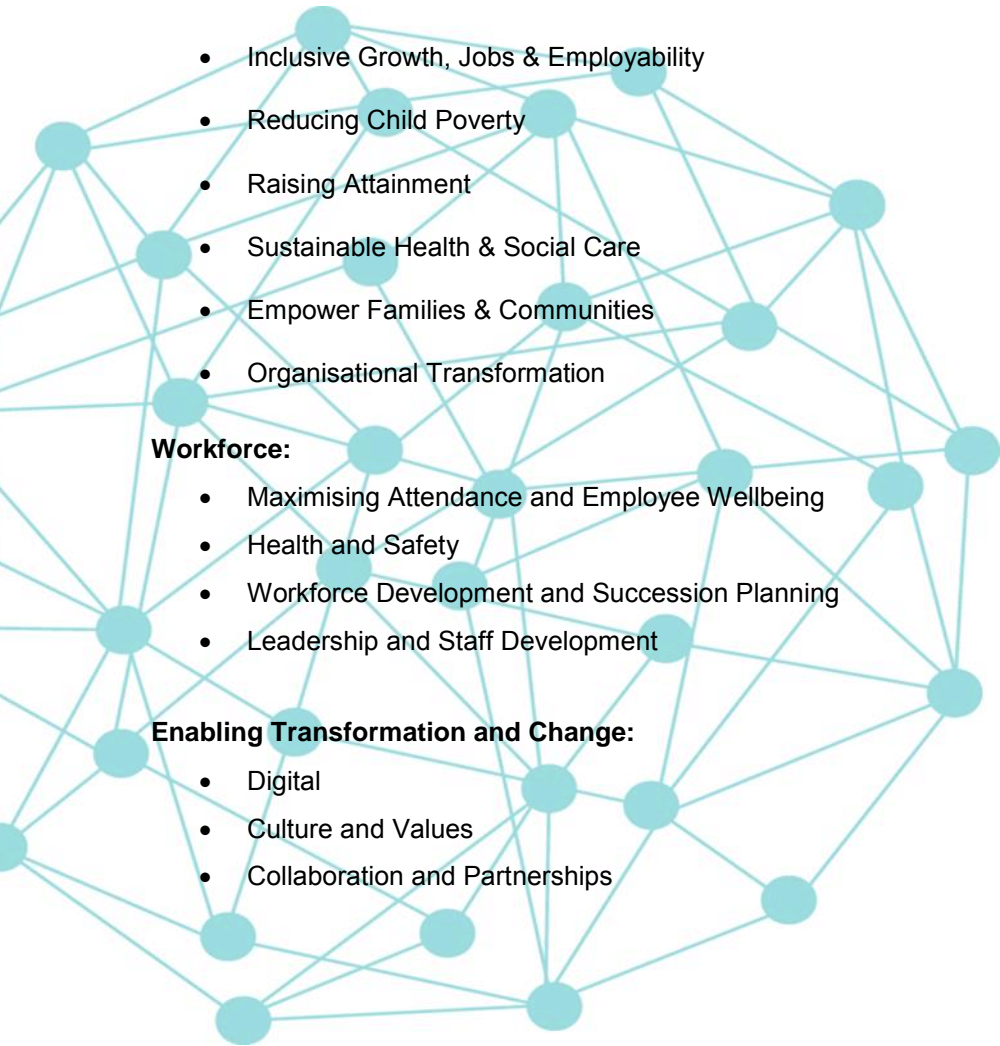 • Inclusive Growth, Jobs & Employability
• Reducing Child Poverty
• Raising Attainment
• Sustainable Health & Social Care
• Empower Families & Communities
• Organisational Transformation
Workforce:
• Maximising Attendance and Employee Wellbeing
• Health and Safety
• Workforce Development and Succession Planning
• Leadership and Staff Development
Enabling Transformation and Change:
• Digital
• Culture and Values
• Collaboration and Partnerships